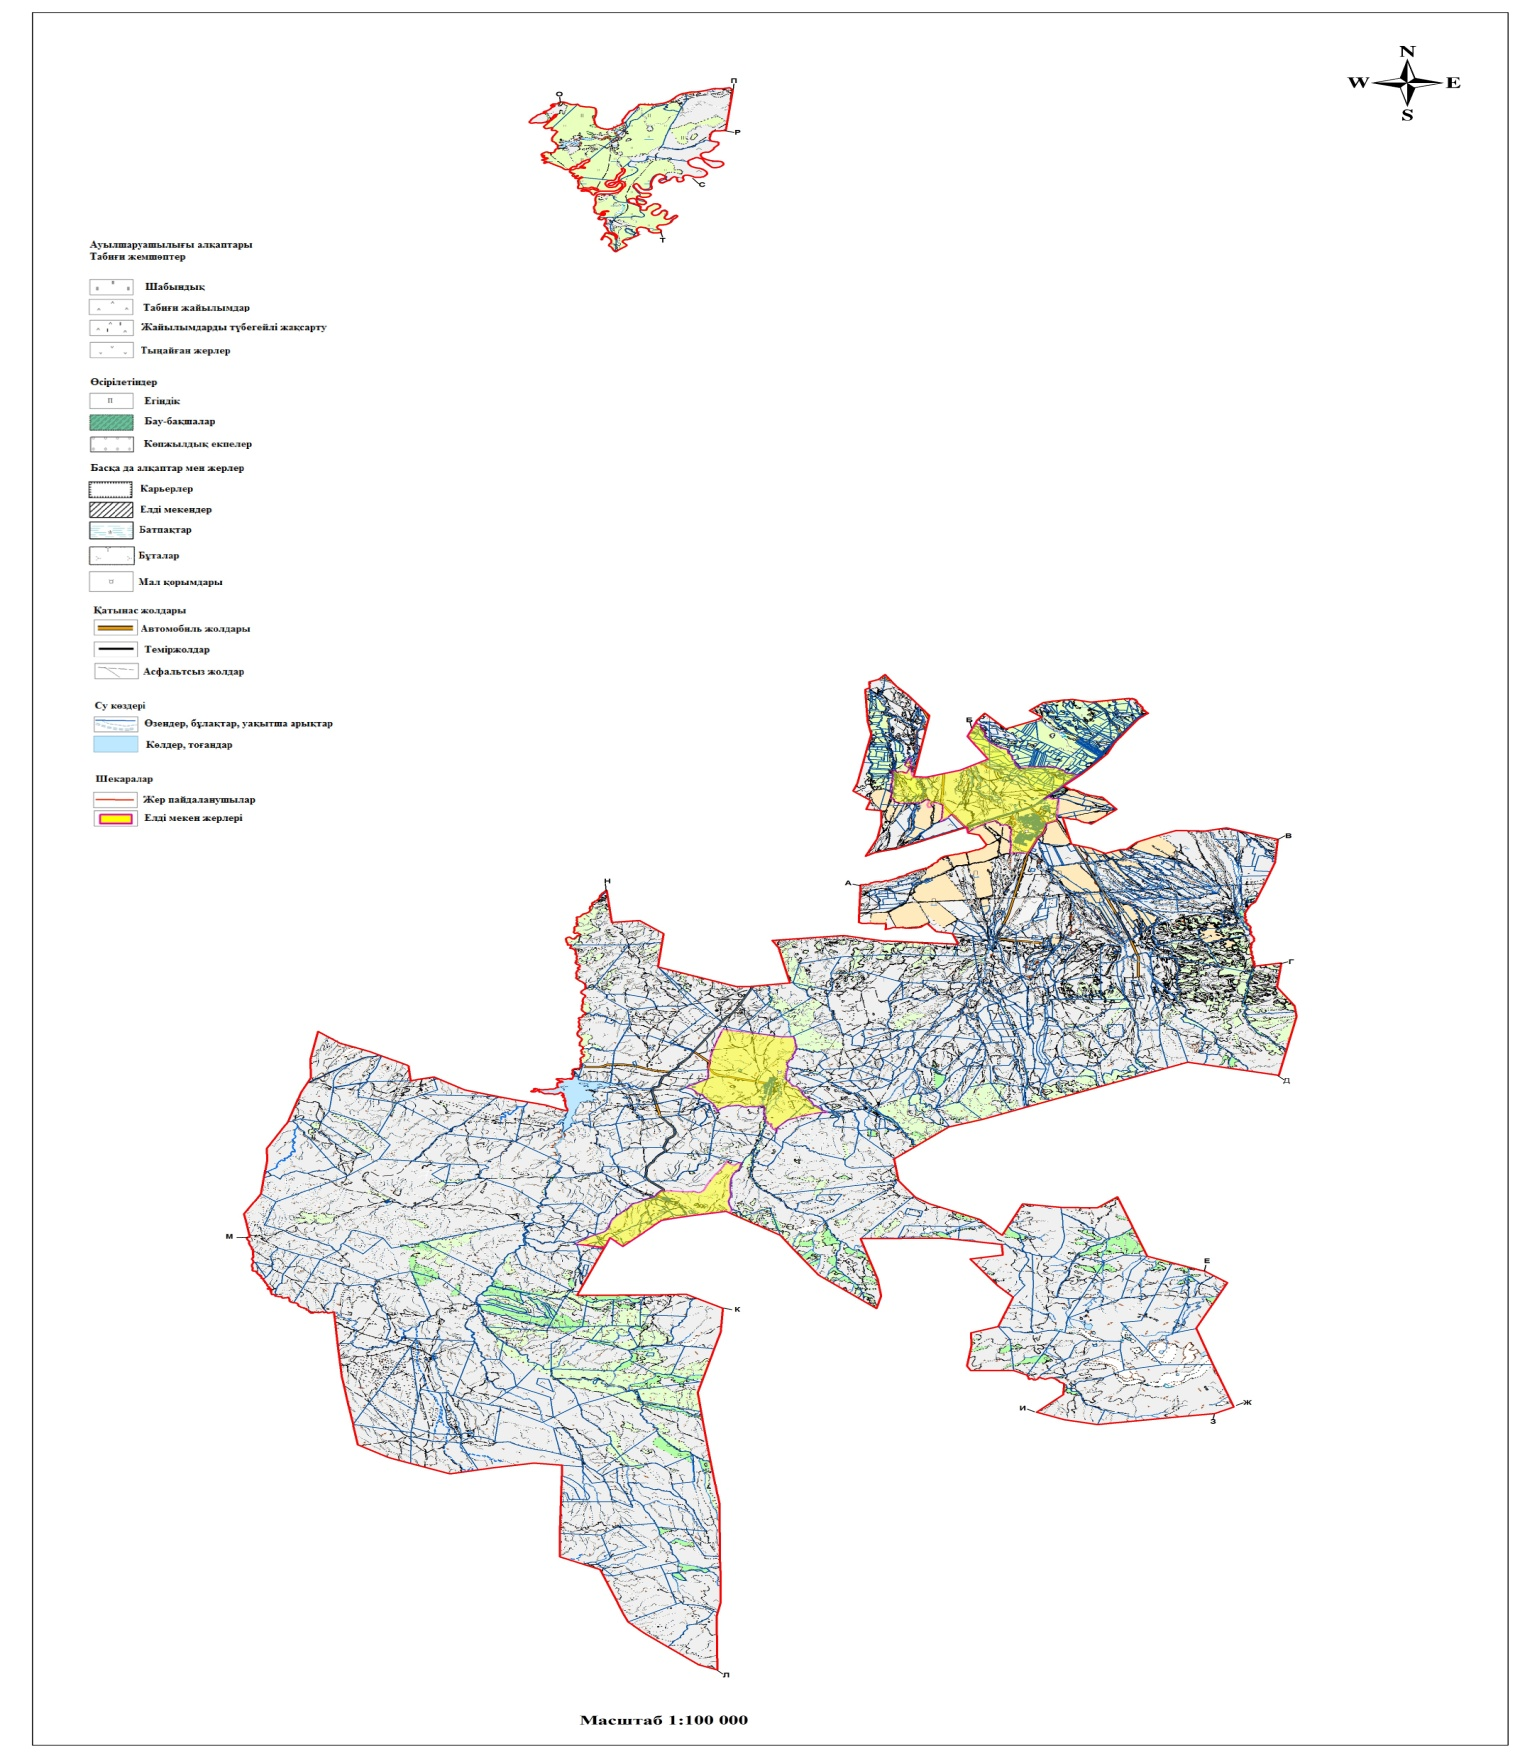 N
W E
S
О
П
Р
С
Т
Ауылшаруашылығы алқаптары
Табиғи жемшөптер
Шабындық
Табиғи жайылымдар
Жайылымдарды түбегейлі жақсарту
Тыңайған жерлер
Өсірілетіндер
Егіндік
Бау-бақшалар
Көпжылдық екпелер
Басқа да алқаптар мен жерлер
Карьерлер
Елді мекендер
Батпақтар
Бұталар
Мал қорымдары
Қатынас жолдары
Автомобиль жолдары
Теміржолдар
Асфальтсыз жолдар
Су көздері
Өзендер, бұлақтар, уақытша арықтар
Көлдер, тоғандар
Шекаралар
Жер пайдаланушылар
Елді мекен жерлері
Б
В
А
Н
Г
Д
М
Е
К
И
Ж
З
Л
Масштаб 1:100 000